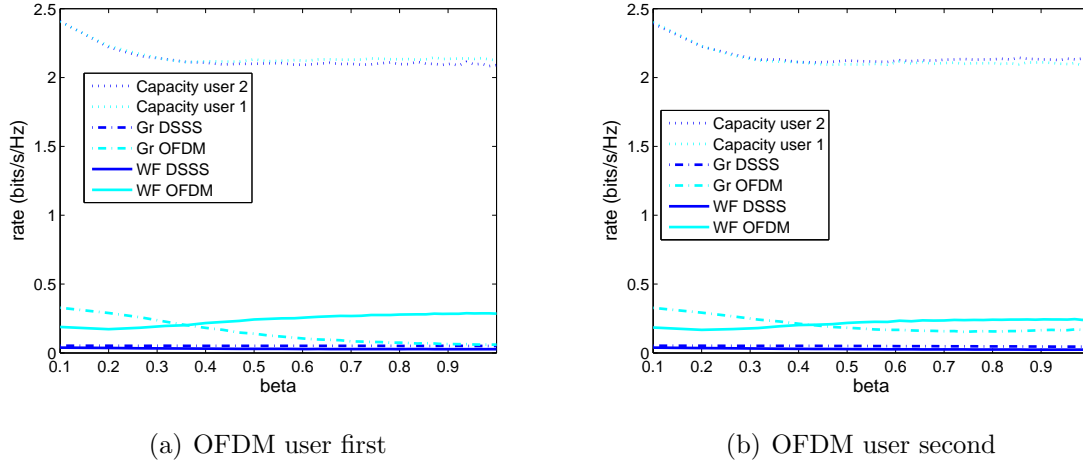 2.5
2
1.5
1
0.5
0
rate (bits/s/Hz)
Capacity user 2
Capacity user 1
Gr DSSS
Gr OFDM
WF DSSS
WF OFDM
0.1 0.2 0.3 0.4 0.5 0.6 0.7 0.8 0.9
beta
(a) OFDM user first
2.5
2
1.5
1
0.5
0
rate (bits/s/Hz)
Capacity user 2
Capacity user 1
Gr DSSS
Gr OFDM
WF DSSS
WF OFDM
0.1 0.2 0.3 0.4 0.5 0.6 0.7 0.8 0.9
beta
(b) OFDM user second